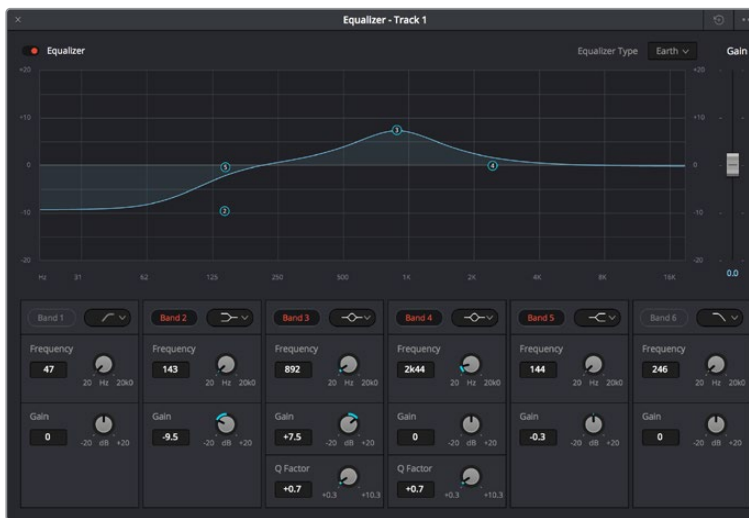 Equalizer - Track 1
Equalizer
Equalizer Type Earth Gain
+20 +20
+10 +10
0 0
-10 -10
-20 -20
Hz 31 62 125 250 500 1K 2K 4K 8K 16K
0.0
5
2
3
4
Band 1 Band 2 Band 3 Band 4 Band 5 Band 6
Frequency Frequency Frequency Frequency Frequency Frequency
47 143 892 2k44 144 246
20 Hz 20k0 20 Hz 20k0 20 Hz 20k0 20 Hz 20k0 20 Hz 20k0 20 Hz 20k0
Gain Gain Gain Gain Gain Gain
0 -9.5 +7.5 0 -0.3 0
-20 dB +20 -20 dB +20 -20 dB +20 -20 dB +20 -20 dB +20 -20 dB +20
Q Factor Q Factor
+0.7 +0.7
+0.3 +10.3 +0.3 +10.3